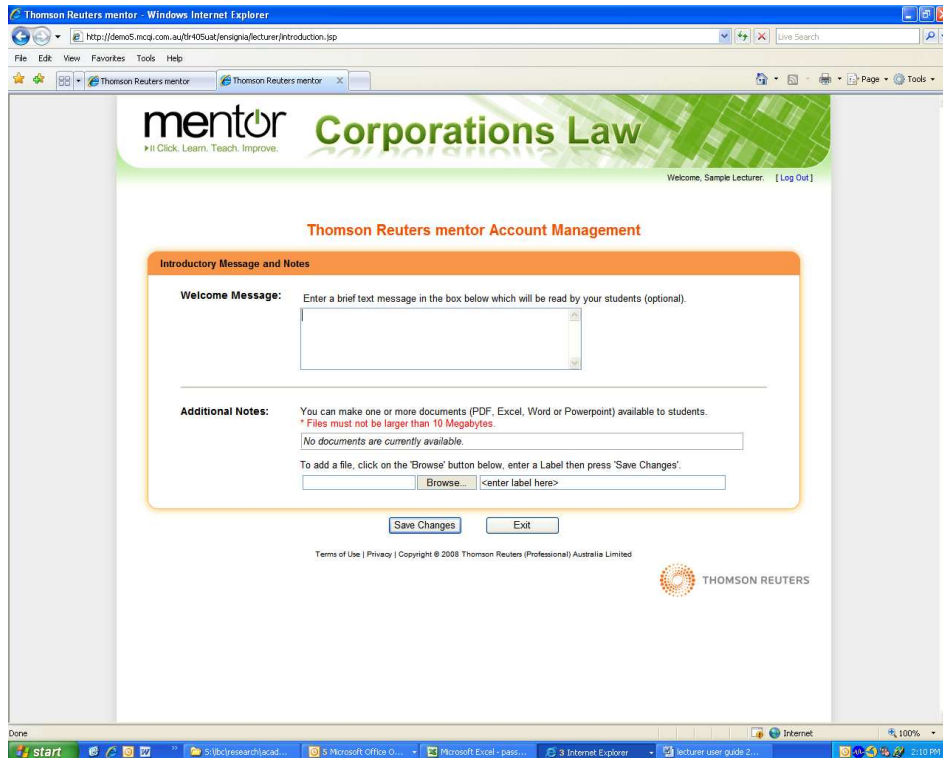 Thomson Reuters mentor - Windows Internet Explorer
http://demo5.mcqi.com.au/tlr405uat/ensignia/lecturer/introduction.jsp
Live Search
File Edit View Favorites Tools Help
Thomson Reuters mentor
Thomson Reuters mentor
Page
Tools
mentor
Click. Learn. Teach. Improve.
Corporations Law
Welcome, Sample Lecturer. [ Log Out ]
Thomson Reuters mentor Account Management
Introductory Message and Notes
Welcome Message:
Enter a brief text message in the box below which will be read by your students (optional).
Additional Notes:
You can make one or more documents (PDF, Excel, Word or Powerpoint) available to students.
* Files must not be larger than 10 Megabytes.
No documents are currently available.
To add a file, click on the 'Browse' button below, enter a Label then press 'Save Changes'.
Browse... <enter label here>
Save Changes Exit
Terms of Use | Privacy | Copyright © 2008 Thomson Reuters (Professional) Australia Limited
THOMSON REUTERS
Done
Internet
100%
start
S:\lbc\research\acad...
5 Microsoft Office O...
Microsoft Excel - pass...
3 Internet Explorer
lecturer user guide 2...
2:10 PM